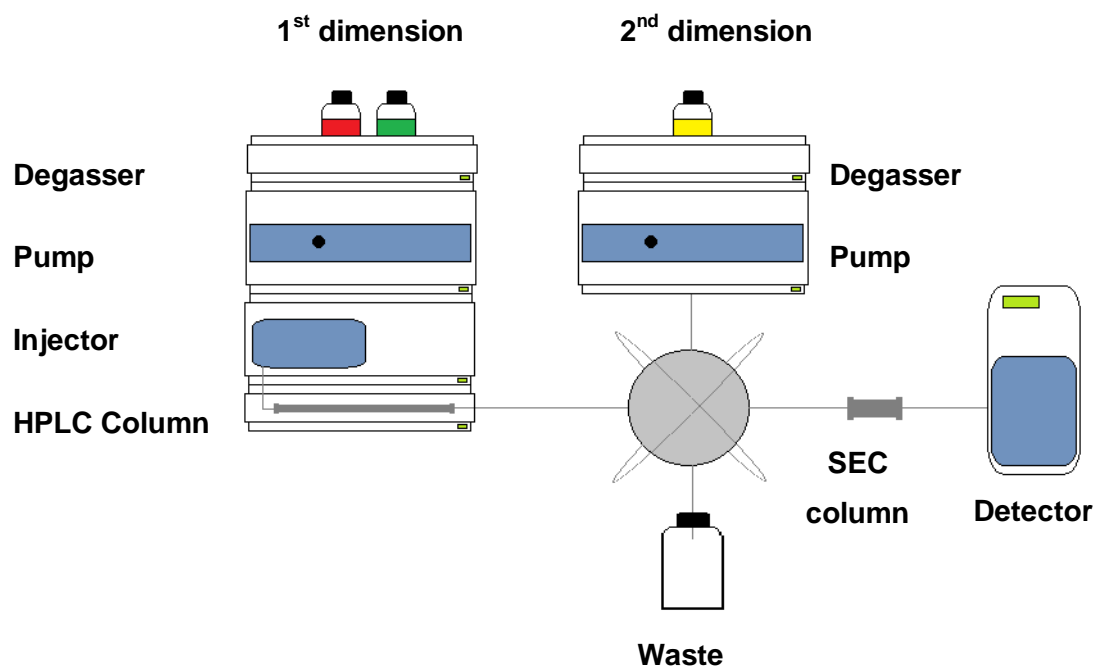 1st dimension
2nd dimension
Degasser
Degasser
Pump
Pump
Injector
HPLC Column
SEC
column
Detector
Waste